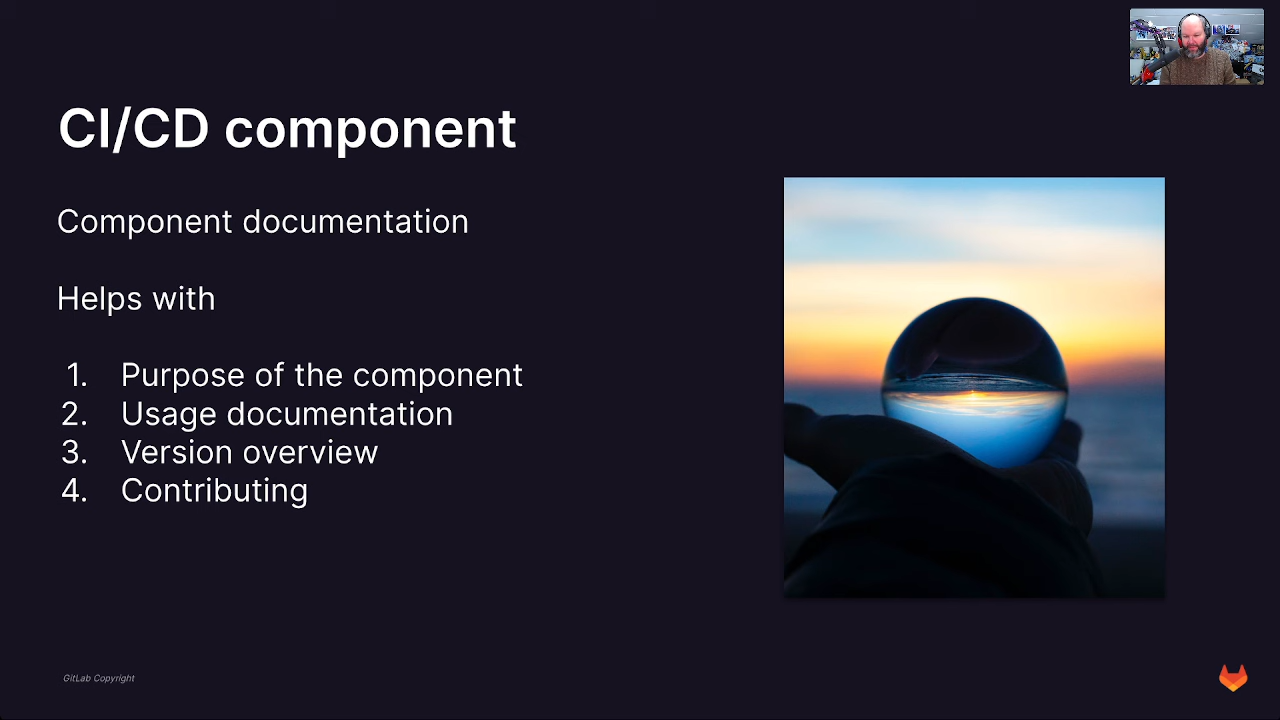 CI/CD component
Component documentation
Helps with
1. Purpose of the component
2. Usage documentation
3. Version overview
4. Contributing
GitLab Copyright